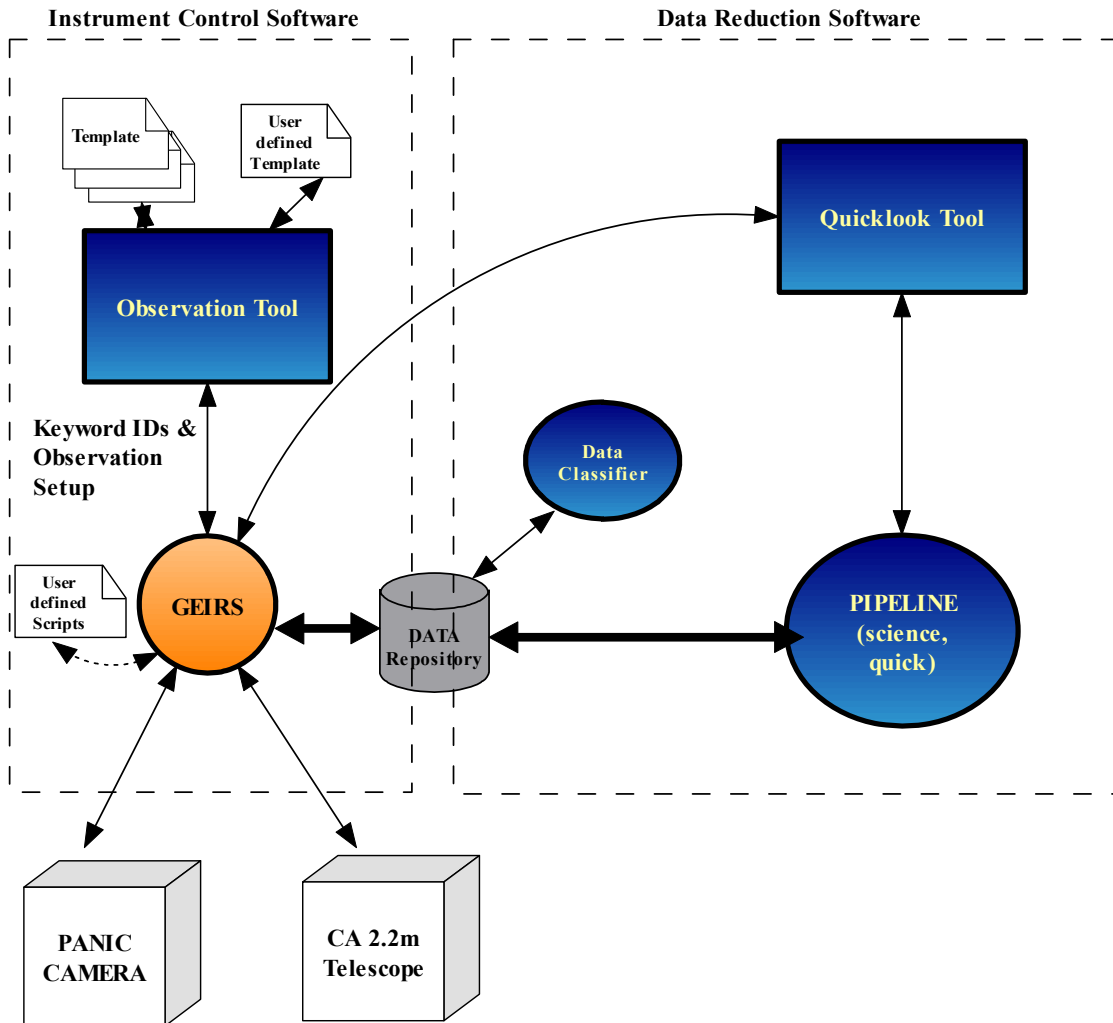 Instrument Control Software
Data Reduction Software
Template
User
defined
Template
Observation Tool
Quicklook Tool
Keyword IDs &
Observation
Setup
Data
Classifier
User
defined
Scripts
GEIRS
DATA
Repository
PIPELINE
(science,
quick)
PANIC
CAMERA
CA 2.2m
Telescope